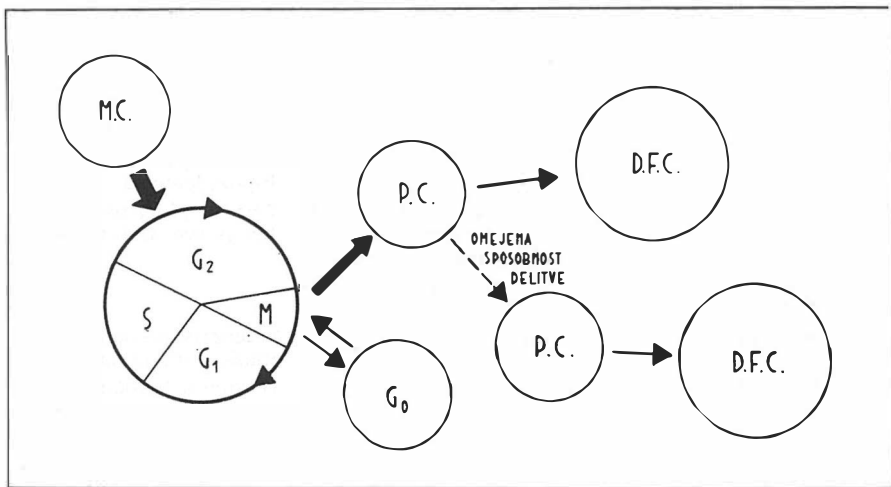 M.C.
G2
S
M
G1
P.C.
D.F.C.
OMEJENA
SPOSOBNOST
DELITVE
G0
P.C.
D.F.C.